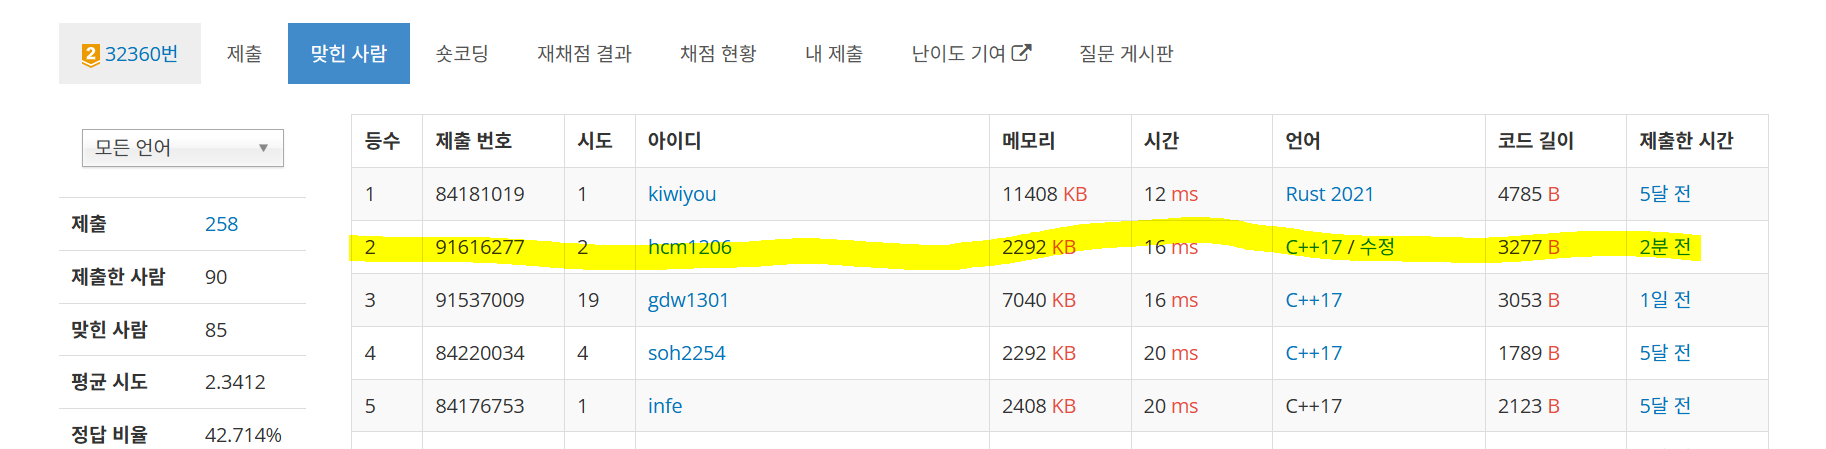 2 32360번 제출 맞힌 사람 숏코딩 재채점 결과 채점 현황 내 제출 난이도 기여 질문 게시판
모든 언어
제출 258
제출한 사람 90
맞힌 사람 85
평균 시도 2.3412
정답 비율 42.714%
등수 제출 번호 시도 아이디 메모리 시간 언어 코드 길이 제출한 시간
1 84181019 1 kiwiyou 11408 KB 12 ms Rust 2021 4785 B 5달 전
2 91616277 2 hcm1206 2292 KB 16 ms C++17 / 수정 3277 B 2분 전
3 91537009 19 gdw1301 7040 KB 16 ms C++17 3053 B 1일 전
4 84220034 4 soh2254 2292 KB 20 ms C++17 1789 B 5달 전
5 84176753 1 infe 2408 KB 20 ms C++17 2123 B 5달 전